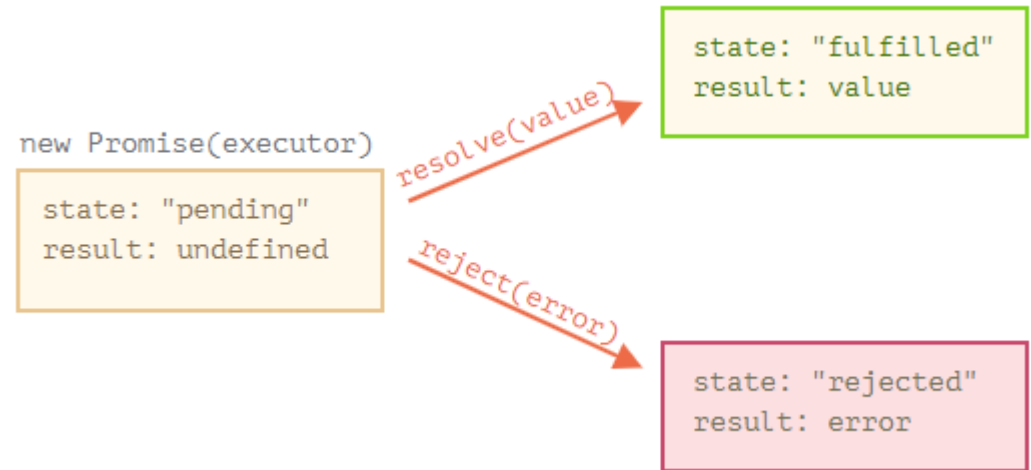 new Promise(executor)
state: "pending"
result: undefined
resolve(value)
reject(error)
state: "fulfilled"
result: value
state: "rejected"
result: error